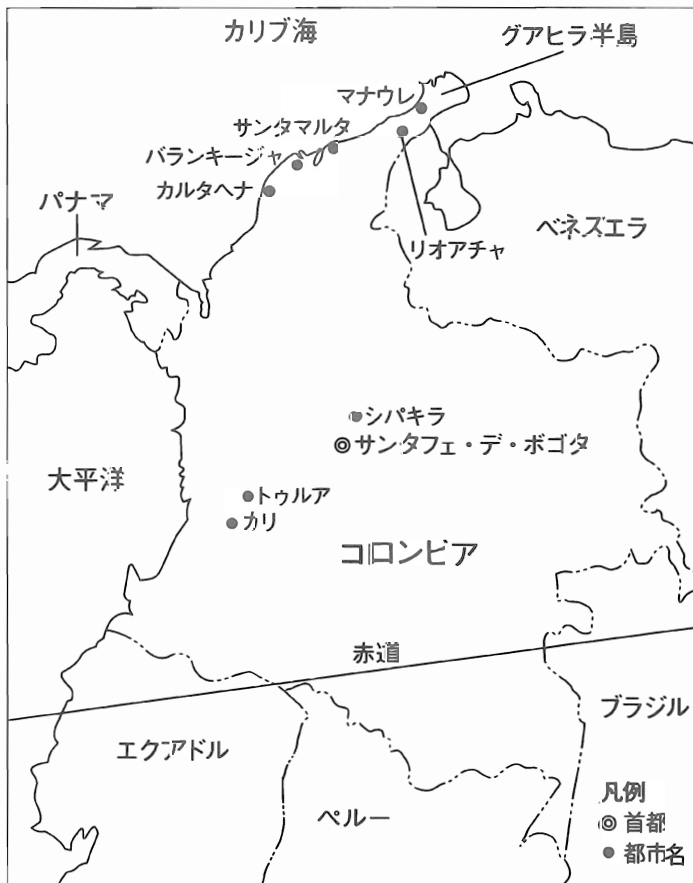 カリブ海
グアヒラ半島
マナウレ
サンタマルタ
バランキージャ
カルタヘナ
パナマ
リオアチャ
ベネズエラ
シパキラ
サンタフェ・デ・ボゴタ
大平洋
トゥルア
カリ
コロンビア
赤道
ブラジル
エクアドル
ペルー
凡例
首都
都市名